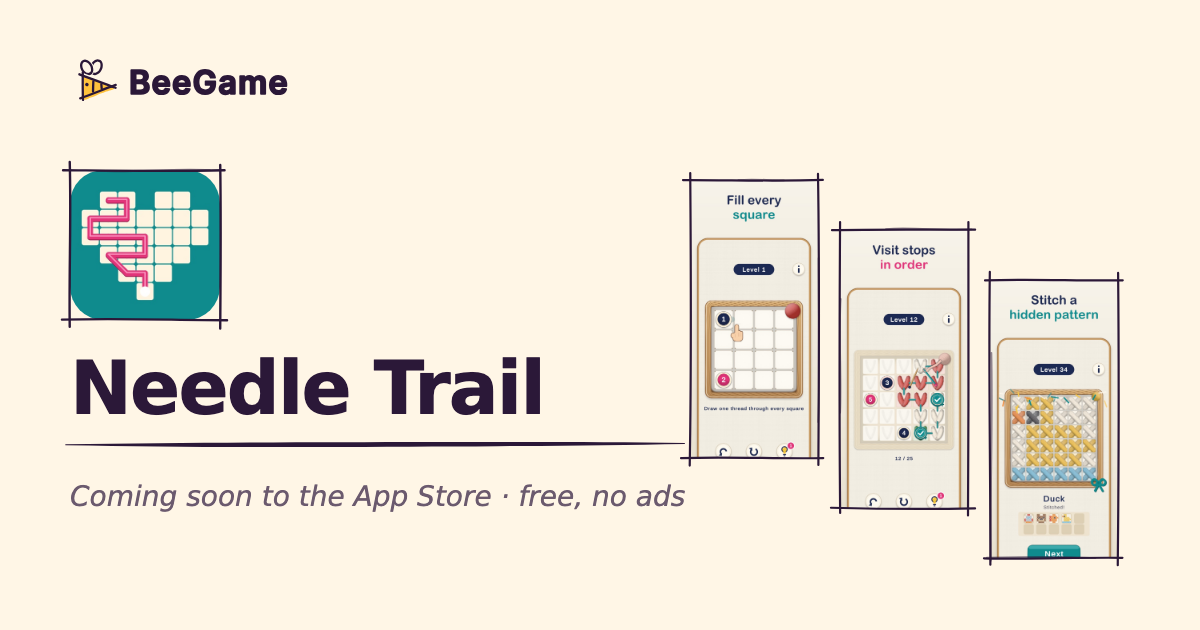 BeeGame
Needle Trail
Coming soon to the App Store · free, no ads
Fill every
square
Level 1
i
1
2
Draw one thread through every square
1
Visit stops
in order
Level 12
i
3
5
4
12 / 25
1
Stitch a
hidden pattern
Level 34
i
Duck
Stitched!
Next